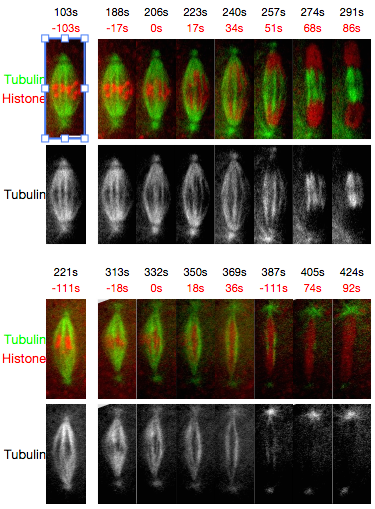 103s 188s 206s 223s 240s 257s 274s 291s
-103s -17s 0s 17s 34s 51s 68s 86s
Tubulin
Histone
Tubulin
221s 313s 332s 350s 369s 387s 405s 424s
-111s -18s 0s 18s 36s -111s 74s 92s
Tubulin
Histone
Tubulin